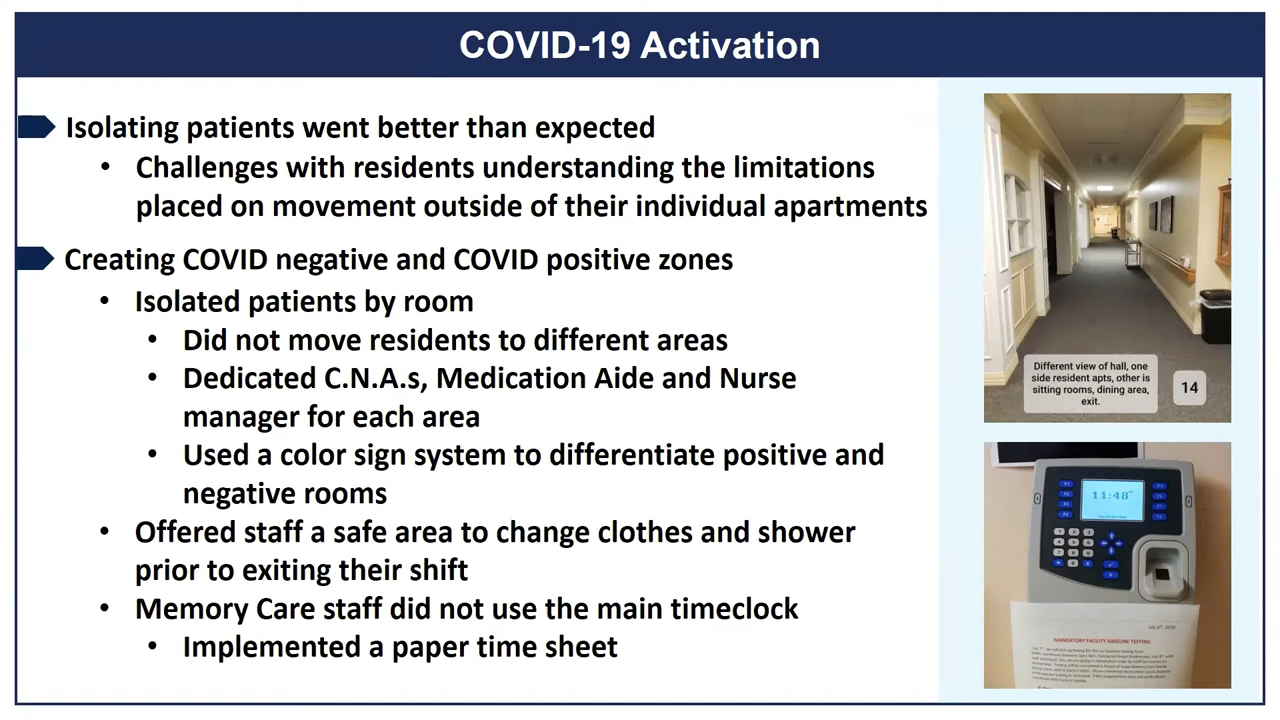 COVID-19 Activation
Isolating patients went better than expected
• Challenges with residents understanding the limitations
placed on movement outside of their individual apartments
Creating COVID negative and COVID positive zones
• Isolated patients by room
• Did not move residents to different areas
• Dedicated C.N.A.s, Medication Aide and Nurse
manager for each area
• Used a color sign system to differentiate positive and
negative rooms
• Offered staff a safe area to change clothes and shower
prior to exiting their shift
• Memory Care staff did not use the main timeclock
• Implemented a paper time sheet
Different view of hall, one
side resident apts, other is
sitting rooms, dining area,
exit.
14
11:48
MANDATORY FACILITY BASELINE TESTING